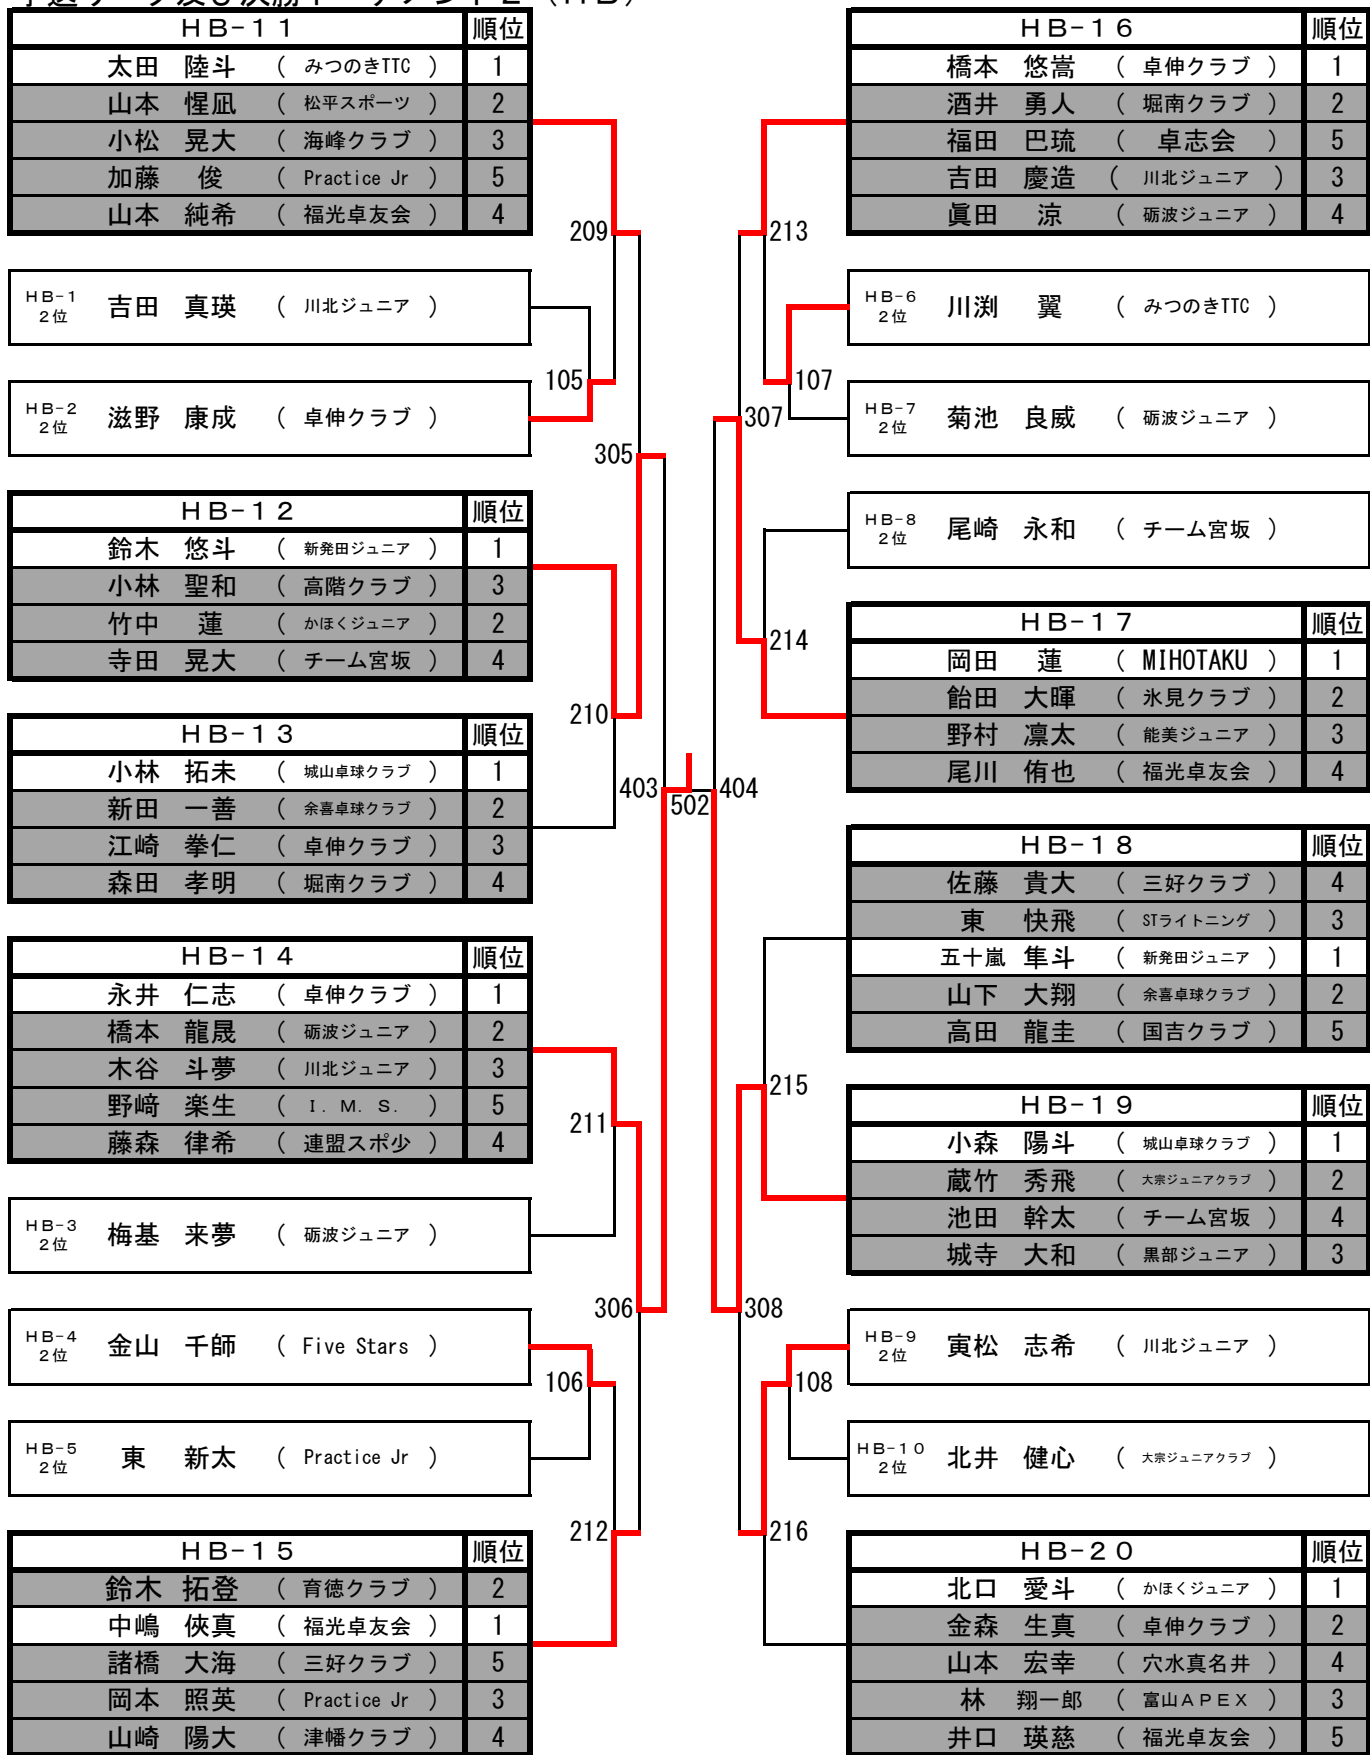 予選リーグ及び決勝トーナメント2（HB）
HB-11 順位
太田 陸斗 （ みつのきTTC ） 1
山本 惺凪 （ 松平スポーツ ） 2
小松 晃大 （ 海峰クラブ ） 3
加藤 俊 （ Practice Jr ） 5
山本 純希 （ 福光卓友会 ） 4
209
HB-1 2位 吉田 真瑛 （ 川北ジュニア ）
105
HB-2 2位 滋野 康成 （ 卓伸クラブ ）
305
HB-12 順位
鈴木 悠斗 （ 新発田ジュニア ） 1
小林 聖和 （ 高階クラブ ） 3
竹中 蓮 （ かほくジュニア ） 2
寺田 晃大 （ チーム宮坂 ） 4
210
HB-13 順位
小林 拓未 （ 城山卓球クラブ ） 1
新田 一善 （ 余喜卓球クラブ ） 2
江崎 拳仁 （ 卓伸クラブ ） 3
森田 孝明 （ 堀南クラブ ） 4
403
502
404
HB-14 順位
永井 仁志 （ 卓伸クラブ ） 1
橋本 龍晟 （ 砺波ジュニア ） 2
木谷 斗夢 （ 川北ジュニア ） 3
野﨑 楽生 （ I. M. S. ） 5
藤森 律希 （ 連盟スポ少 ） 4
211
HB-3 2位 梅基 来夢 （ 砺波ジュニア ）
306
HB-4 2位 金山 千師 （ Five Stars ）
106
HB-5 2位 東 新太 （ Practice Jr ）
212
HB-15 順位
鈴木 拓登 （ 育徳クラブ ） 2
中嶋 俠真 （ 福光卓友会 ） 1
諸橋 大海 （ 三好クラブ ） 5
岡本 照英 （ Practice Jr ） 3
山崎 陽大 （ 津幡クラブ ） 4
HB-16 順位
橋本 悠嵩 （ 卓伸クラブ ） 1
酒井 勇人 （ 堀南クラブ ） 2
福田 巴琉 （ 卓志会 ） 5
吉田 慶造 （ 川北ジュニア ） 3
眞田 涼 （ 砺波ジュニア ） 4
213
HB-6 2位 川渕 翼 （ みつのきTTC ）
107
HB-7 2位 菊池 良威 （ 砺波ジュニア ）
307
HB-8 2位 尾崎 永和 （ チーム宮坂 ）
214
HB-17 順位
岡田 蓮 （ MIHOTAKU ） 1
飴田 大暉 （ 氷見クラブ ） 2
野村 凛太 （ 能美ジュニア ） 3
尾川 侑也 （ 福光卓友会 ） 4
HB-18 順位
佐藤 貴大 （ 三好クラブ ） 4
東 快飛 （ STライトニング ） 3
五十嵐 隼斗 （ 新発田ジュニア ） 1
山下 大翔 （ 余喜卓球クラブ ） 2
高田 龍圭 （ 国吉クラブ ） 5
215
HB-19 順位
小森 陽斗 （ 城山卓球クラブ ） 1
蔵竹 秀飛 （ 大宗ジュニアクラブ ） 2
池田 幹太 （ チーム宮坂 ） 4
城寺 大和 （ 黒部ジュニア ） 3
308
HB-9 2位 寅松 志希 （ 川北ジュニア ）
108
HB-10 2位 北井 健心 （ 大宗ジュニアクラブ ）
216
HB-20 順位
北口 愛斗 （ かほくジュニア ） 1
金森 生真 （ 卓伸クラブ ） 2
山本 宏幸 （ 穴水真名井 ） 4
林 翔一郎 （ 富山APEX ） 3
井口 瑛慈 （ 福光卓友会 ） 5